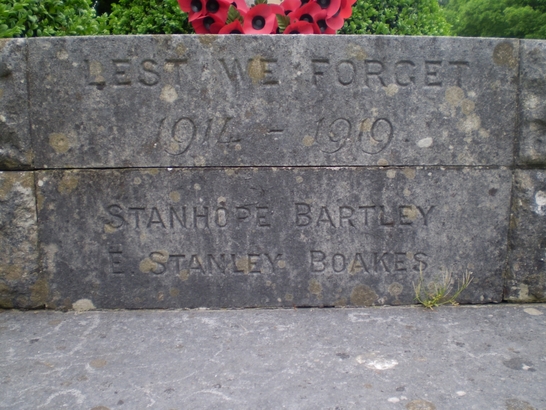 LEST WE FORGET
1914 - 1919.
STANHOPE BARTLEY
E. STANLEY BOAKES